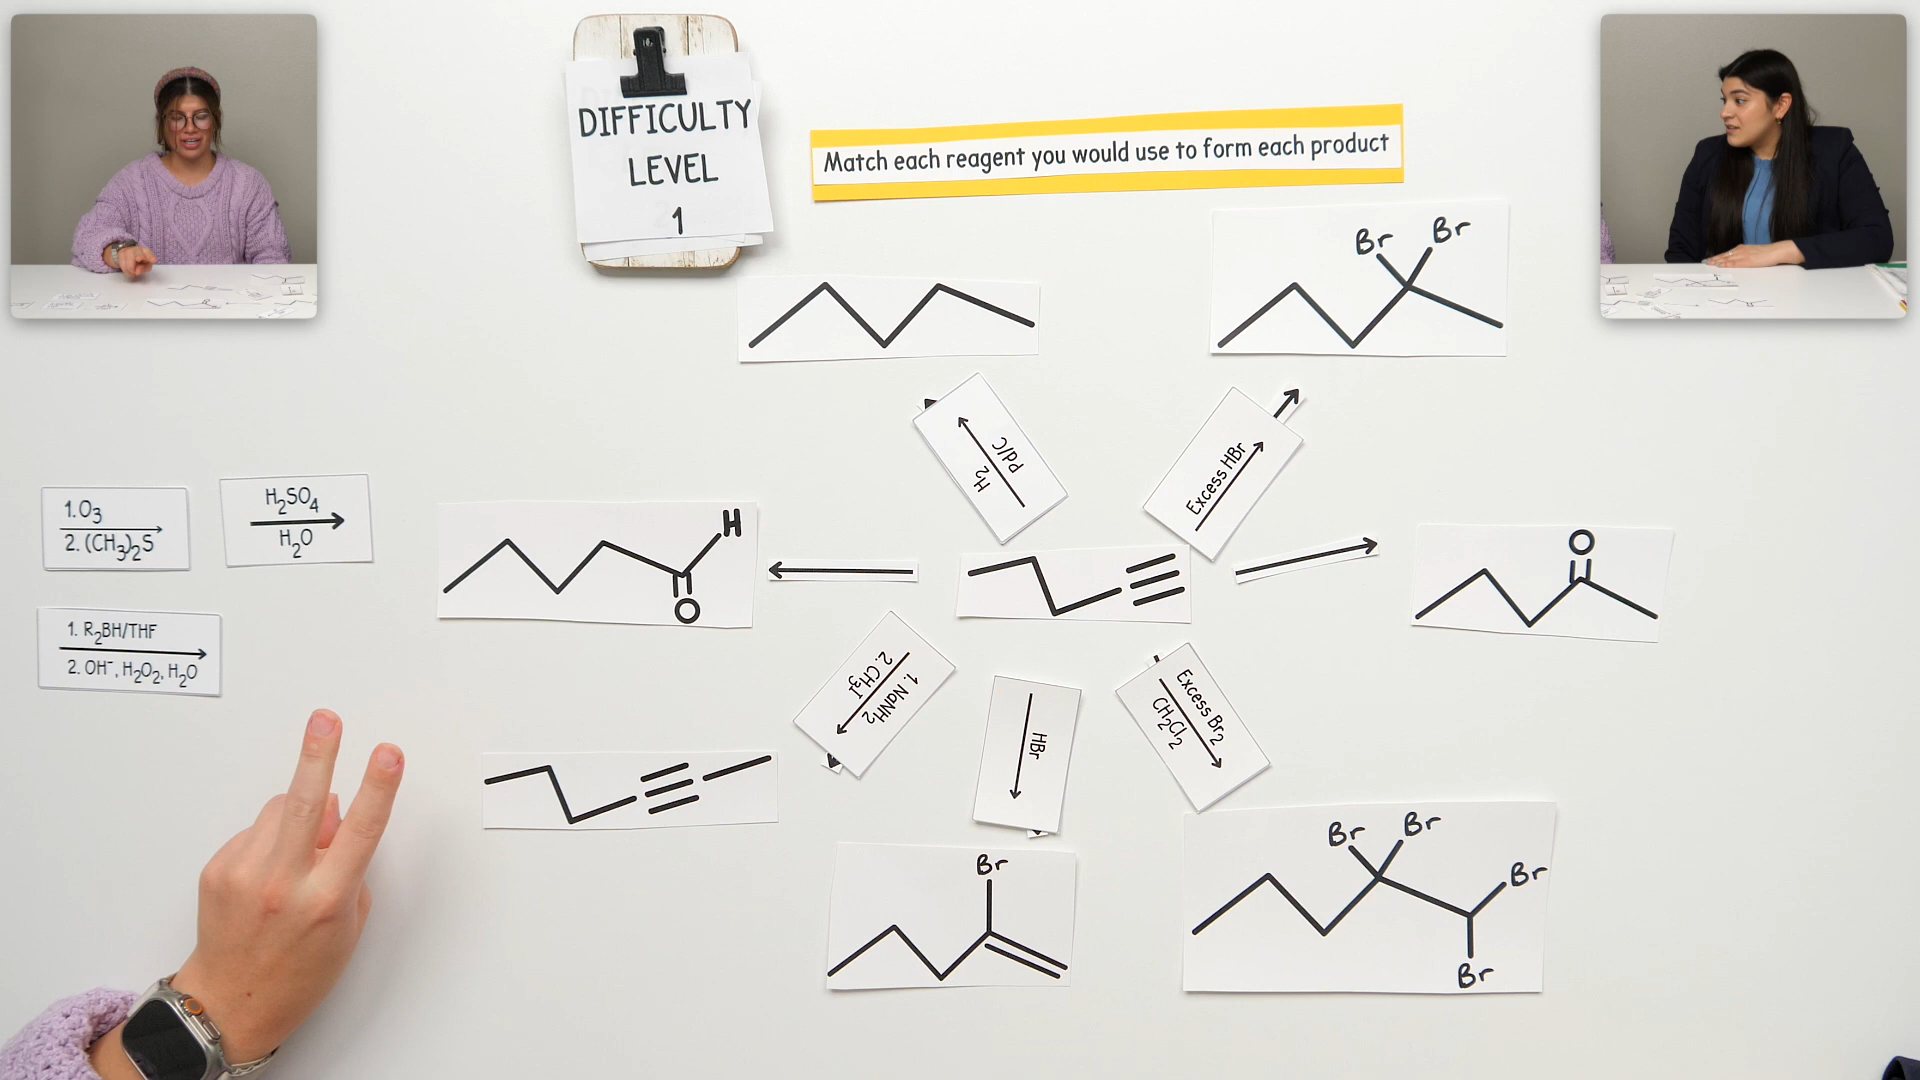 DIFFICULTY
LEVEL
1
Match each reagent you would use to form each product
Br Br
H₂
Pd/C
Excess HBr
1. O₃
2. (CH₃)₂S
H₂SO₄
H₂O
H
O
O
1. R₂BH/THF
2. OH⁻, H₂O₂, H₂O
1. NaNH₂
2. CH₃I
HBr
Excess Br₂
CH₂Cl₂
Br
Br Br
Br
Br